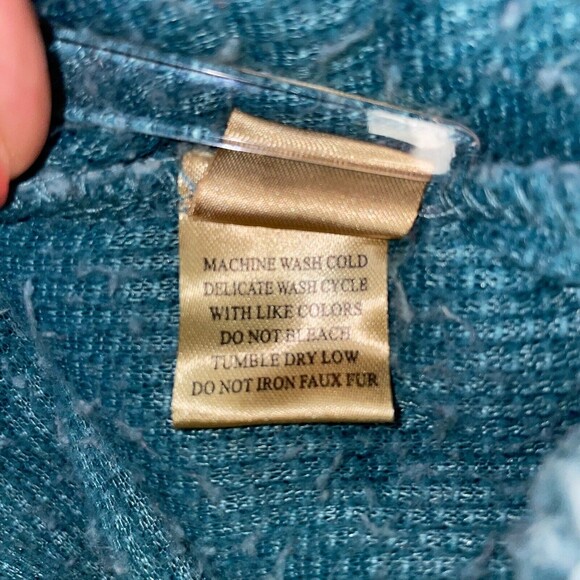 MACHINE WASH COLD
DELICATE WASH CYCLE
WITH LIKE COLORS
DO NOT BLEACH
TUMBLE DRY LOW
DO NOT IRON FAUX FUR